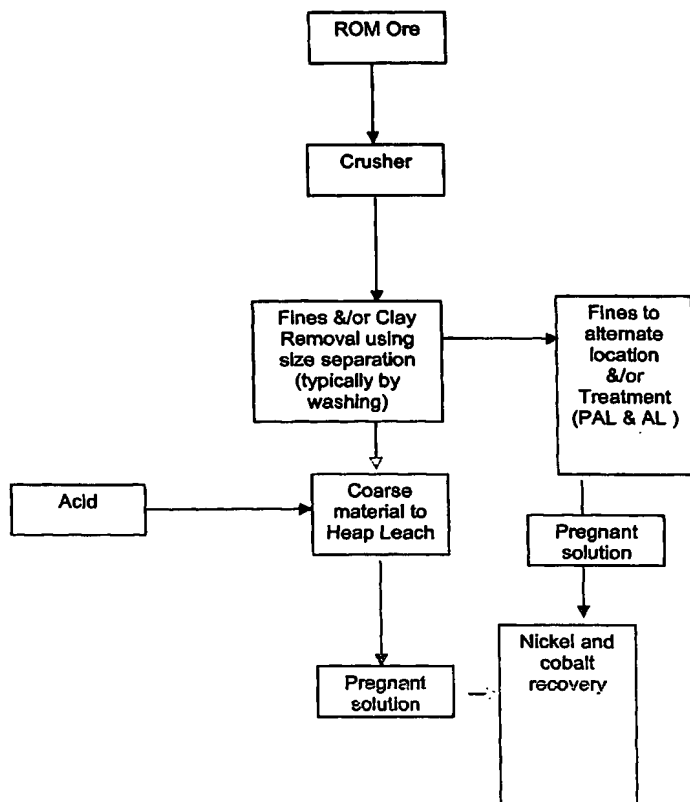 ROM Ore
Crusher
Fines &/or Clay
Removal using
size separation
(typically by
washing)
Fines to
alternate
location
&/or
Treatment
(PAL & AL )
Acid
Coarse
material to
Heap Leach
Pregnant
solution
Pregnant
solution
Nickel and
cobalt
recovery